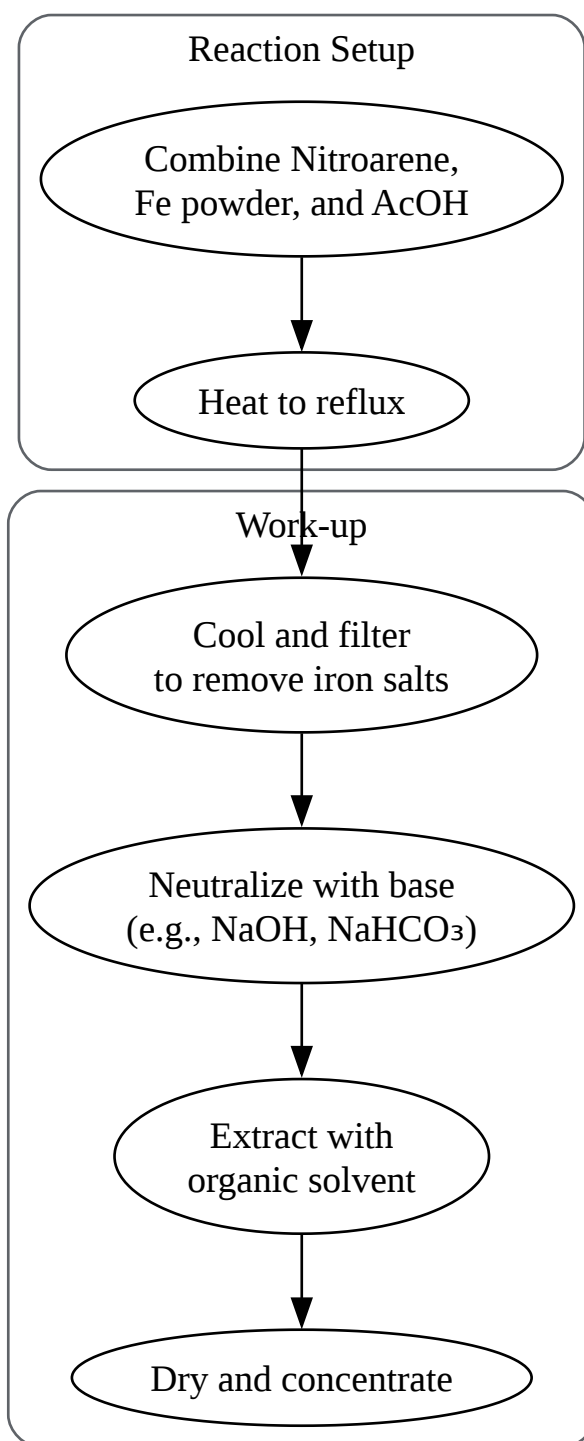 Reaction Setup
Combine Nitroarene,
Fe powder, and AcOH
Heat to reflux
Work-up
Cool and filter
to remove iron salts
Neutralize with base
(e.g., NaOH, NaHCO₃)
Extract with
organic solvent
Dry and concentrate